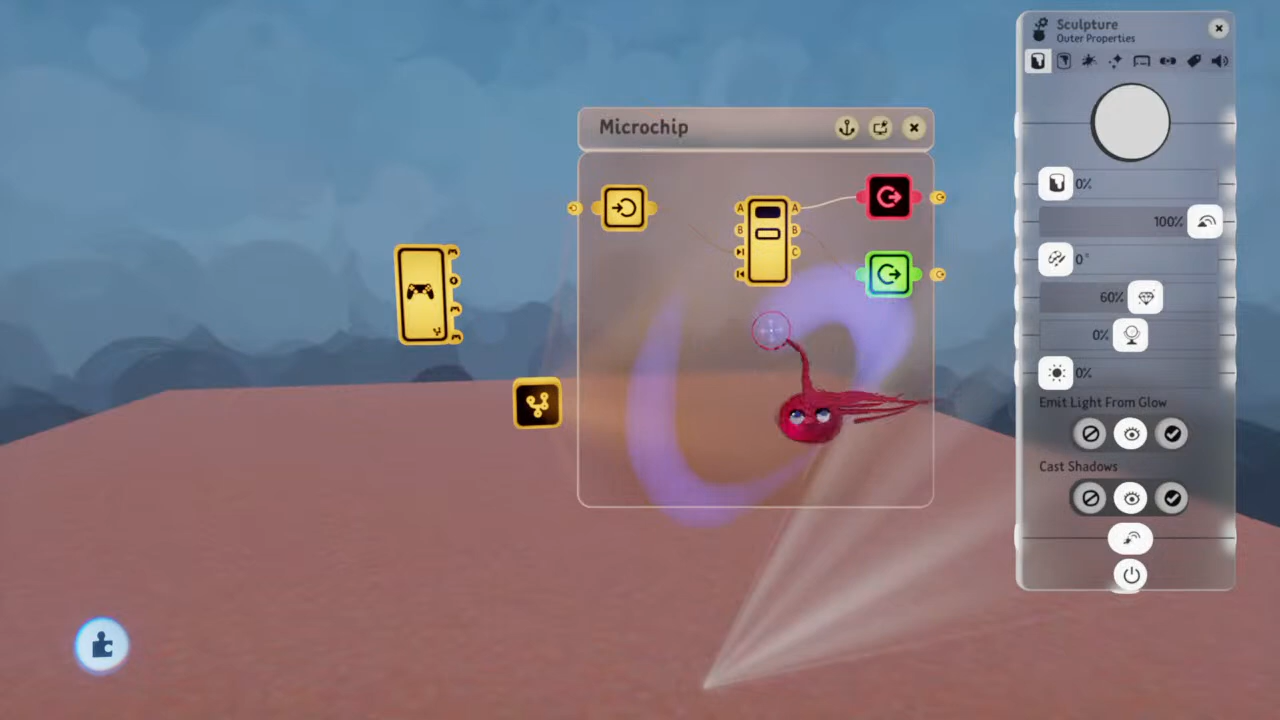 Microchip
A
B
A
B
C
Sculpture
Outer Properties
0%
100%
0°
60%
0%
0%
Emit Light From Glow
Cast Shadows